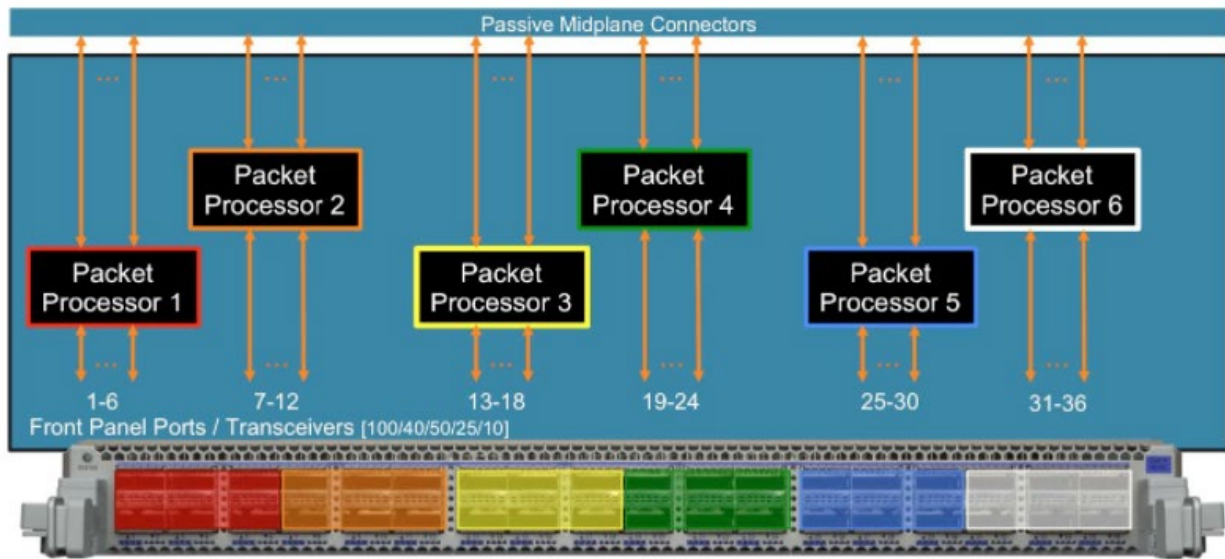 Passive Midplane Connectors
... ... ... ... ... ...
Packet
Processor 2
Packet
Processor 4
Packet
Processor 6
Packet
Processor 1
Packet
Processor 3
Packet
Processor 5
... ... ... ... ... ...
1-6 7-12 13-18 19-24 25-30 31-36
Front Panel Ports / Transceivers [100/40/50/25/10]